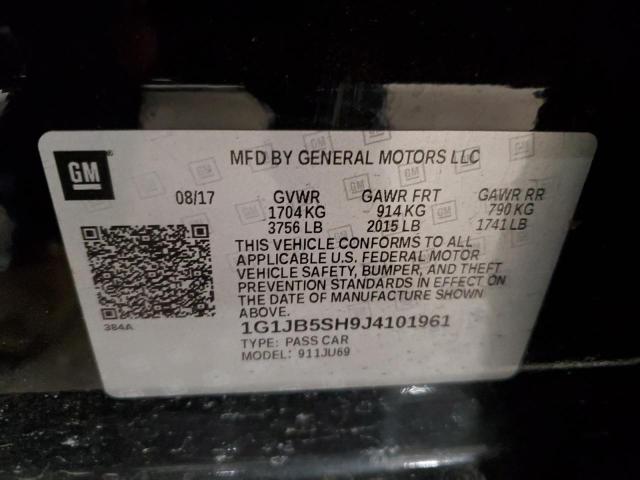 GM
MFD BY GENERAL MOTORS LLC
08/17 GVWR GAWR FRT GAWR RR
1704 KG 914 KG 790 KG
3756 LB 2015 LB 1741 LB
THIS VEHICLE CONFORMS TO ALL
APPLICABLE U.S. FEDERAL MOTOR
VEHICLE SAFETY, BUMPER, AND THEFT
PREVENTION STANDARDS IN EFFECT ON
THE DATE OF MANUFACTURE SHOWN
ABOVE.
384A
1G1JB5SH9J4101961
TYPE: PASS CAR
MODEL: 911JU69